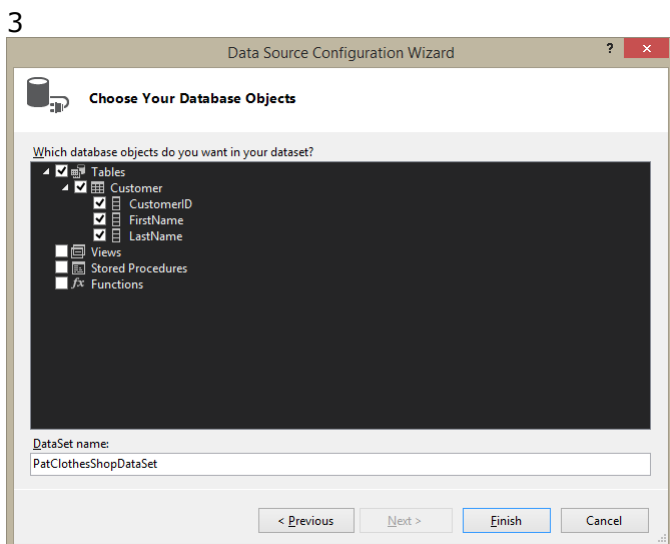 3
Data Source Configuration Wizard ? ×
Choose Your Database Objects
Which database objects do you want in your dataset?
Tables
Customer
CustomerID
FirstName
LastName
Views
Stored Procedures
fx Functions
DataSet name:
PatClothesShopDataSet
< Previous Next > Finish Cancel